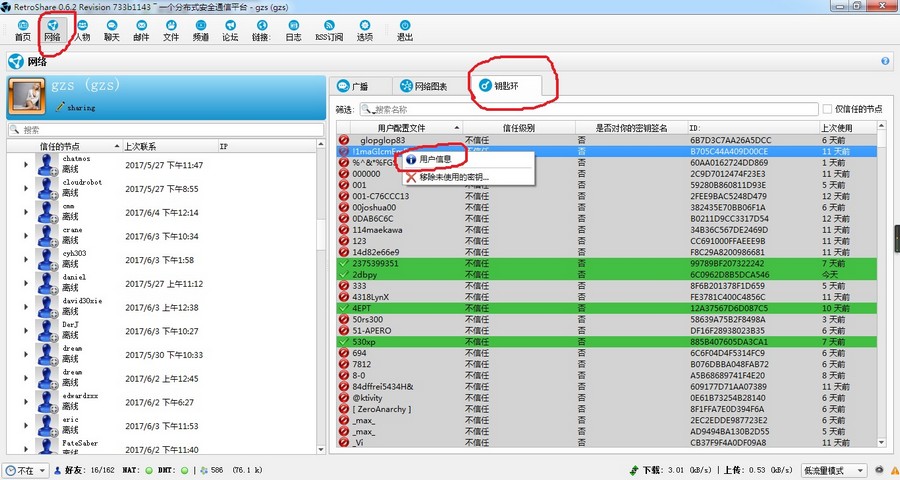 RetroShare 0.6.2 Revision 733b1143 ~ 一个分布式安全通信平台 - gzs (gzs)
首页 网络 人物 聊天 邮件 文件 频道 论坛 链接: 日志 RSS订阅 选项 退出
网络
gzs (gzs)
sharing
广播 网络图表 钥匙环
筛选: 搜索名称 仅信任的节点
搜索
信任的节点 上次联系 IP
chatmos
离线 2017/5/27 下午11:47
cloudrobot
离线 2017/5/27 下午8:55
cmm
离线 2017/6/4 下午12:14
crane
离线 2017/6/3 下午10:34
cyh303
离线 2017/6/3 下午1:58
daniel
离线 2017/5/27 上午11:12
david30xie
离线 2017/6/3 上午12:38
DarJ
离线 2017/6/3 下午10:27
dream
离线 2017/5/30 下午10:33
dream
离线 2017/6/2 上午12:45
edwardxxx
离线 2017/6/2 下午6:27
eric
离线 2017/6/3 下午11:53
FateSaber
离线 2017/6/2 下午11:40
用户配置文件 信任级别 是否对你的密钥签名 ID: 上次使用
glopglop83 不信任 否 6B7D3C7AA26A5DCC 6 天前
!1maGIcmEn 否 B705C44A409D00CE 11 天前
%^&*%FG 否 60AA0162724DD869 1 天前
000000 否 2C9D7012474F23E3 11 天前
001 不信任 否 59280B860811D93E 5 天前
001-C76CCC13 不信任 否 2FEE9BAC5248D479 12 天前
00joshua00 不信任 否 382435E70BB06F1A 6 天前
0DAB6C6C 不信任 否 B0211D9CC3317D54 12 天前
114maekawa 不信任 否 34B36C567DE2469D 11 天前
123 不信任 否 CC691000FFAEEE9B 11 天前
14d82e66e9 不信任 否 F8C29A8200986681 11 天前
2375399351 不信任 否 99789BF207322242 7 天前
2dbpy 不信任 否 6C0962D8B5DCA546 今天
333 不信任 否 8F6B201378F1D659 5 天前
4318LynX 不信任 否 FE3781C400C4856C 11 天前
4EPT 不信任 否 12A37567D6D087C5 10 天前
50rs300 不信任 否 58639A75B2F8498A 3 天前
51-APERO 不信任 否 DF16F28938023B35 6 天前
530xp 不信任 否 885B407605DA3CA1 7 天前
694 不信任 否 6C6F04D4F5314FC9 6 天前
7812 不信任 否 B076DBBA048FAB72 6 天前
8-0 不信任 否 A5B68689741F4E20 8 天前
84dffrei5434H& 不信任 否 609177D71AA07389 11 天前
@ktivity 不信任 否 0E61B73254B28140 6 天前
[ ZeroAnarchy ] 不信任 否 8F1FFA7E0D394F6A 6 天前
_max_ 不信任 否 2EC2EDDE987723E2 6 天前
_max_ 不信任 否 AD9494BA130B2D55 5 天前
_Vi 不信任 否 CB37F9F4A0DF09A8 11 天前
用户信息
移除未使用的密钥...
不在 好友: 16/162 NAT: DHT: 586 (76.1 k) 下载: 3.01 (kB/s) | 上传: 0.53 (kB/s) 低流量模式